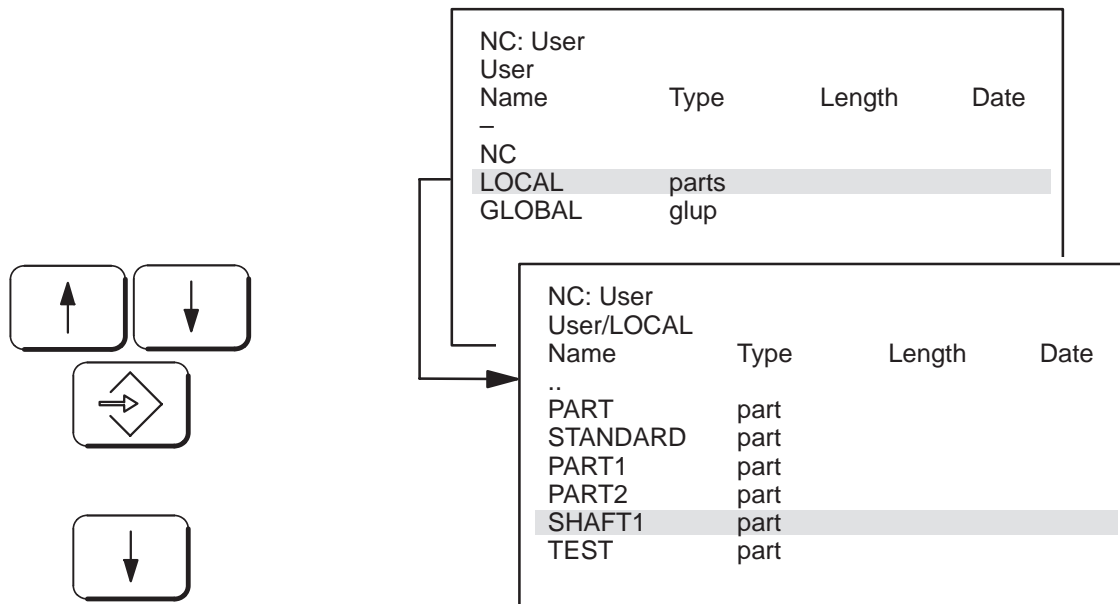 NC: User
User
Name Type Length Date
–
NC
LOCAL parts
GLOBAL glup
NC: User
User/LOCAL
Name Type Length Date
..
PART part
STANDARD part
PART1 part
PART2 part
SHAFT1 part
TEST part